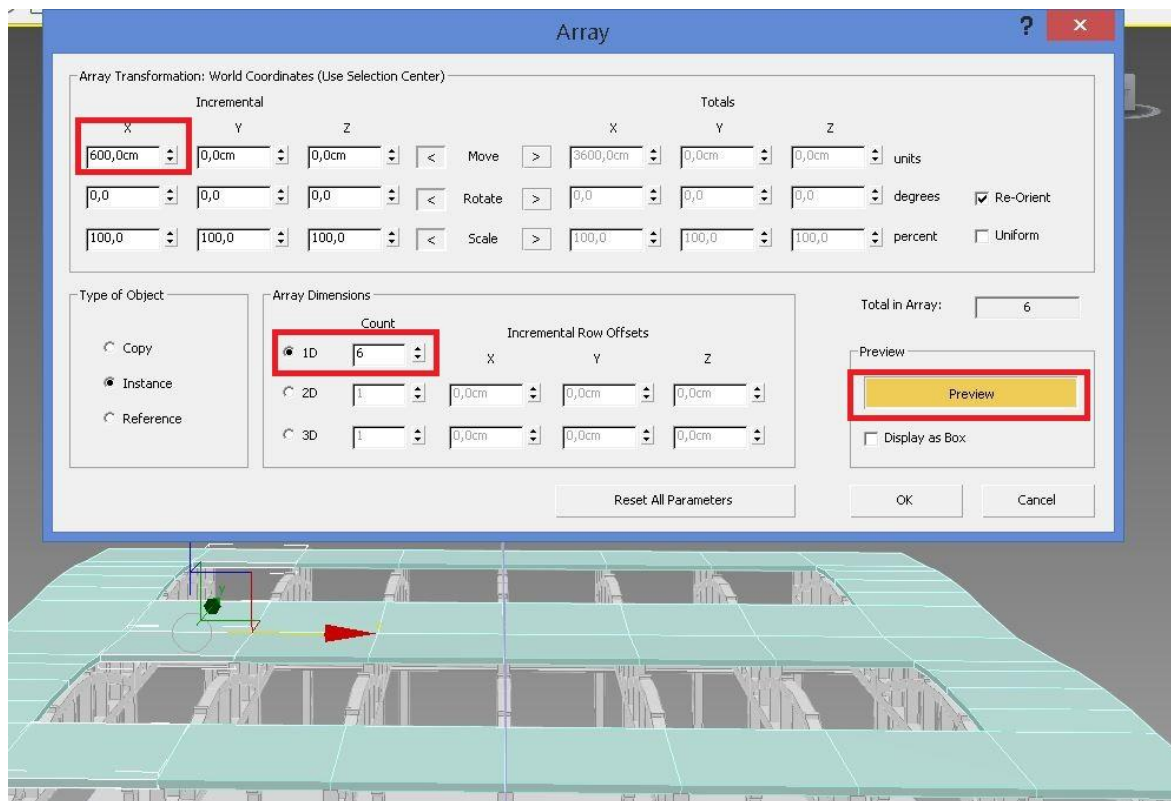 Array
?
×
Array Transformation: World Coordinates (Use Selection Center)
Incremental Totals
X Y Z X Y Z
600,0cm 0,0cm 0,0cm < Move > 3600,0cm 0,0cm 0,0cm units
0,0 0,0 0,0 < Rotate > 0,0 0,0 0,0 degrees Re-Orient
100,0 100,0 100,0 < Scale > 100,0 100,0 100,0 percent Uniform
Type of Object
Copy
Instance
Reference
Array Dimensions
Count
Incremental Row Offsets
1D 6 X Y Z
2D 1 0,0cm 0,0cm 0,0cm
3D 1 0,0cm 0,0cm 0,0cm
Total in Array: 6
Preview
Preview
Display as Box
Reset All Parameters OK Cancel